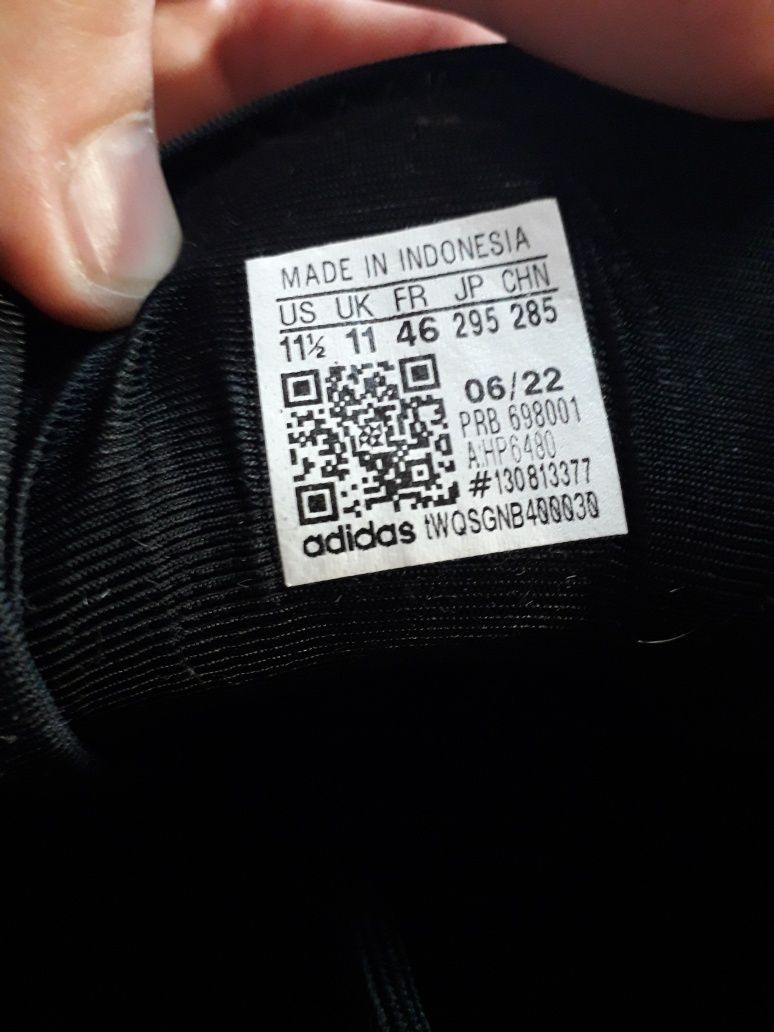 MADE IN INDONESIA
US UK FR JP CHN
11½ 11 46 295 285
06/22
PRB 698001
A:HP6480
#130813377
adidas tWQSGNB400030